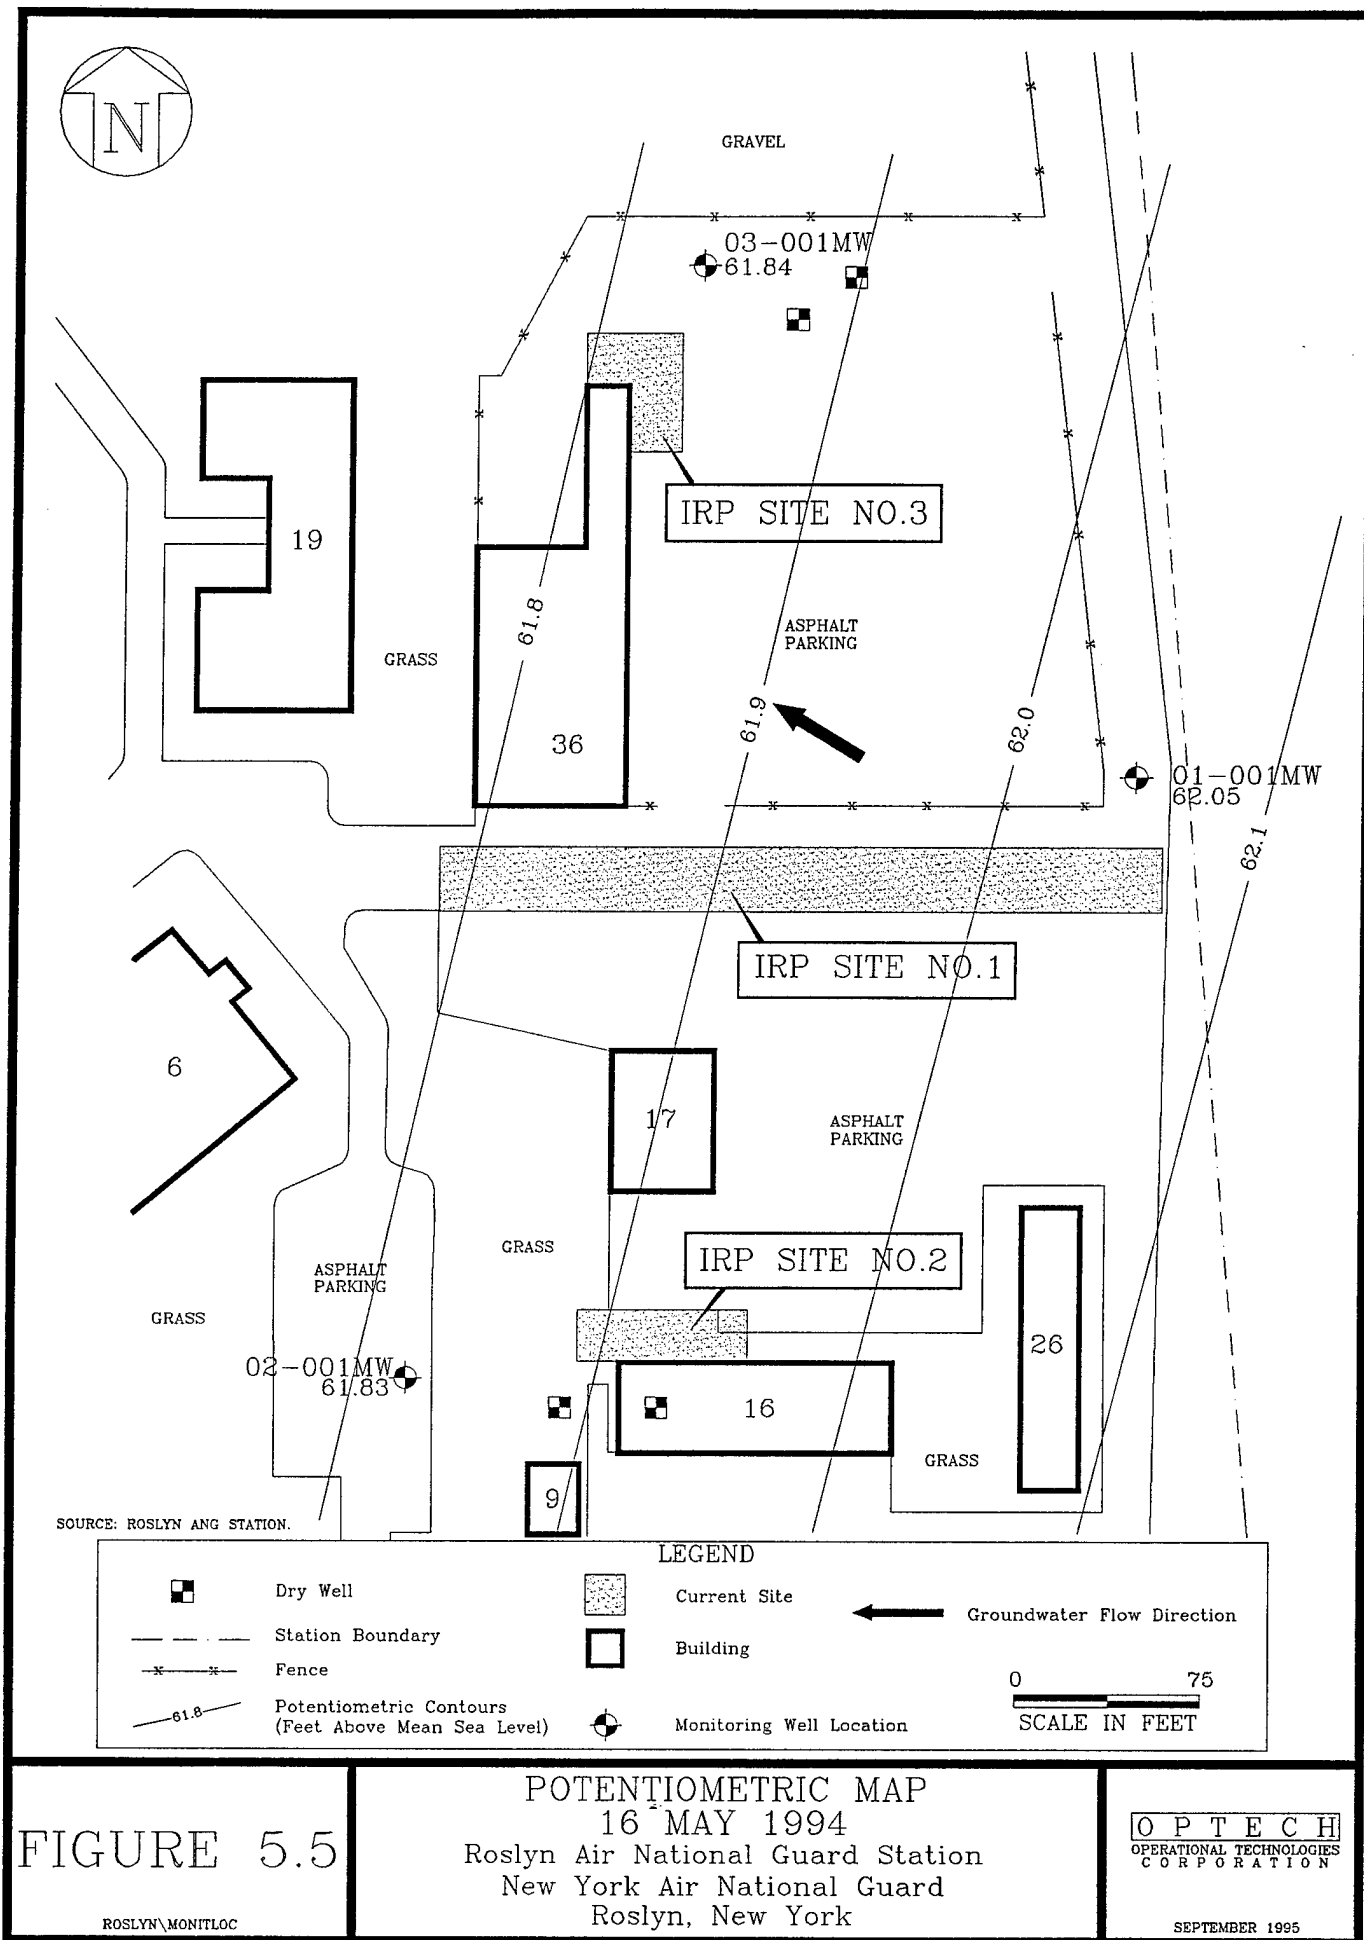 N
GRAVEL
03-001MW
61.84
IRP SITE NO.3
19
61.8
ASPHALT
PARKING
GRASS
61.9
62.0
36
01-001MW
62.05
62.1
IRP SITE NO.1
6
17
ASPHALT
PARKING
GRASS
IRP SITE NO.2
ASPHALT
PARKING
GRASS
26
02-001MW
61.83
16
GRASS
9
SOURCE: ROSLYN ANG STATION.
LEGEND
Dry Well
Current Site
Groundwater Flow Direction
Station Boundary
Building
Fence
0 75
SCALE IN FEET
61.8
Potentiometric Contours
(Feet Above Mean Sea Level)
Monitoring Well Location
FIGURE 5.5
ROSLYN\MONITLOC
POTENTIOMETRIC MAP
16 MAY 1994
Roslyn Air National Guard Station
New York Air National Guard
Roslyn, New York
OPTECH
OPERATIONAL TECHNOLOGIES
CORPORATION
SEPTEMBER 1995